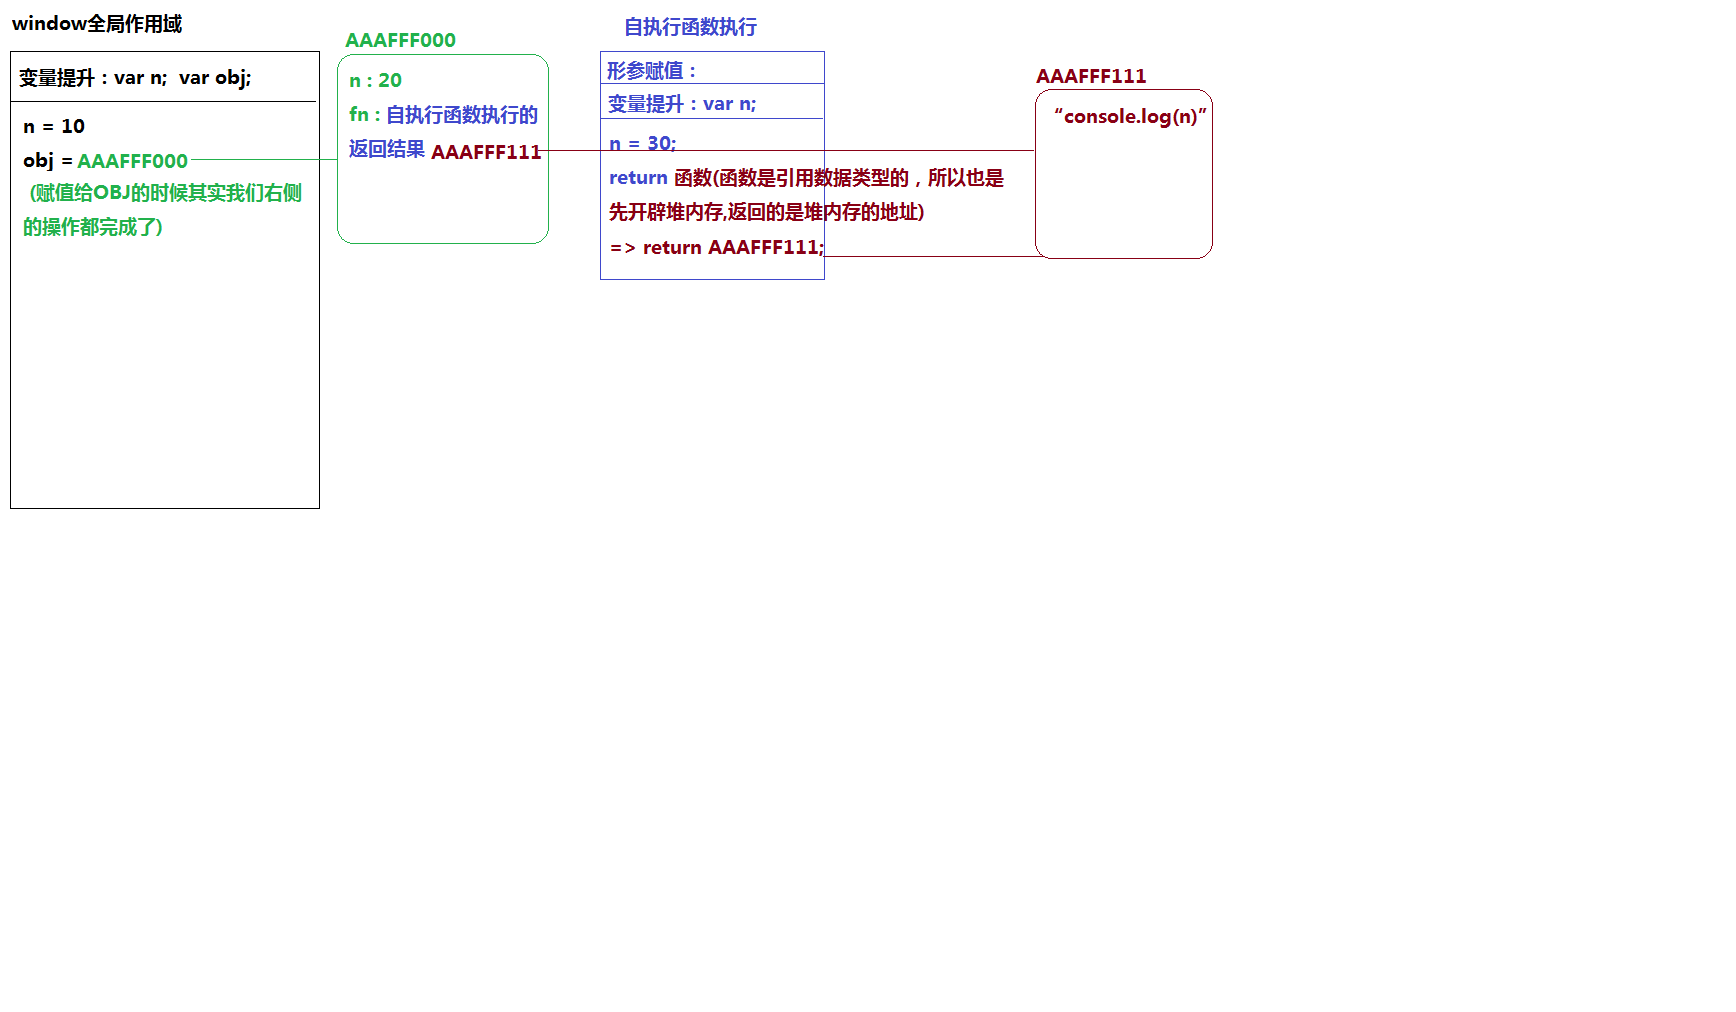 window全局作用域
变量提升：var n;  var obj;
n = 10
obj = AAAFFF000
(赋值给OBJ的时候其实我们右侧
的操作都完成了)
AAAFFF000
n : 20
fn : 自执行函数执行的
返回结果 AAAFFF111
自执行函数执行
形参赋值：
变量提升：var n;
n = 30;
return 函数(函数是引用数据类型的，所以也是
先开辟堆内存,返回的是堆内存的地址)
=> return AAAFFF111;
AAAFFF111
“console.log(n)”